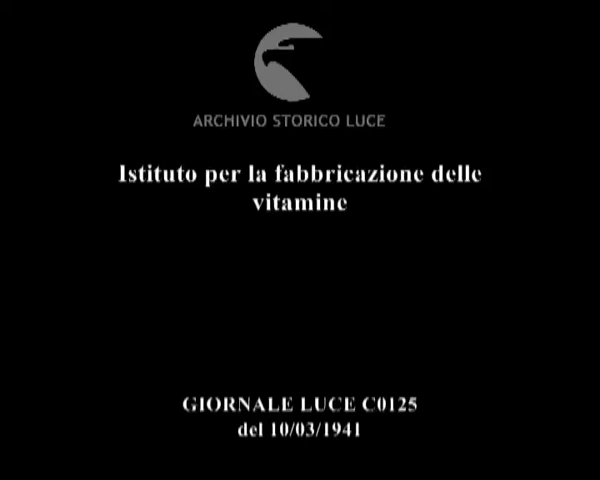 ARCHIVIO STORICO LUCE
Istituto per la fabbricazione delle
vitamine
GIORNALE LUCE C0125
del 10/03/1941